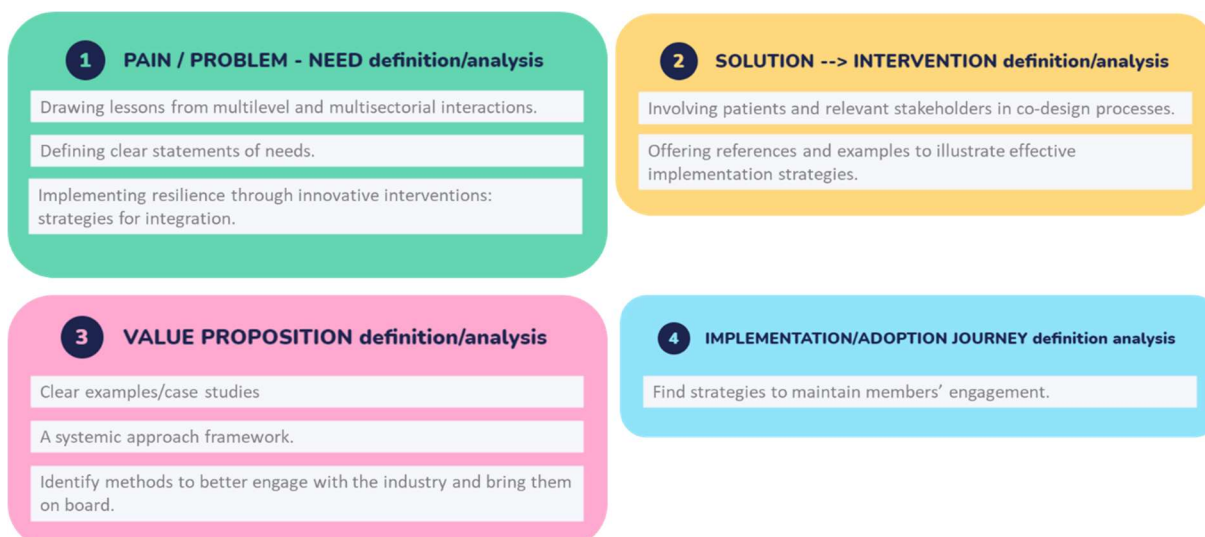 1 PAIN / PROBLEM - NEED definition/analysis
Drawing lessons from multilevel and multisectorial interactions.
Defining clear statements of needs.
Implementing resilience through innovative interventions:
strategies for integration.
2 SOLUTION --> INTERVENTION definition/analysis
Involving patients and relevant stakeholders in co-design processes.
Offering references and examples to illustrate effective
implementation strategies.
3 VALUE PROPOSITION definition/analysis
Clear examples/case studies
A systemic approach framework.
Identify methods to better engage with the industry and bring them
on board.
4 IMPLEMENTATION/ADOPTION JOURNEY definition analysis
Find strategies to maintain members’ engagement.